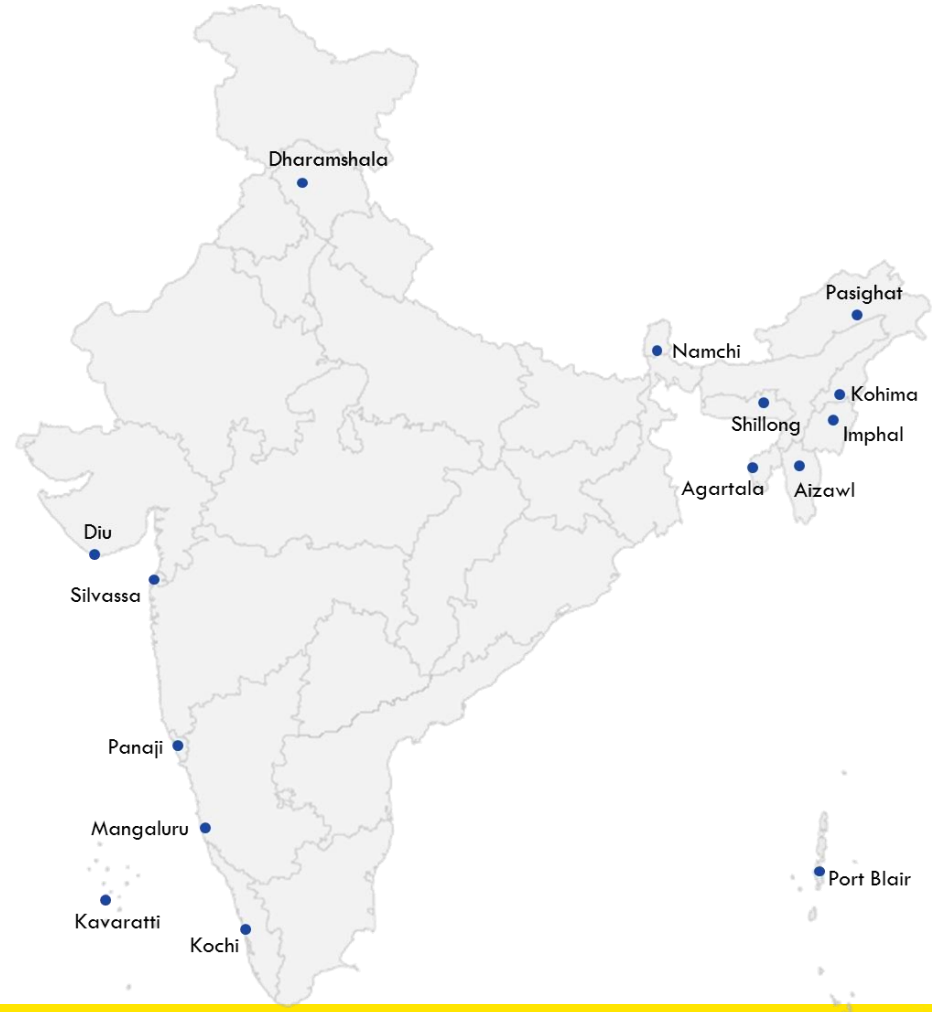 Dharamshala
Pasighat
Namchi
Kohima
Shillong
Imphal
Agartala
Aizawl
Diu
Silvassa
Panaji
Mangaluru
Port Blair
Kavaratti
Kochi